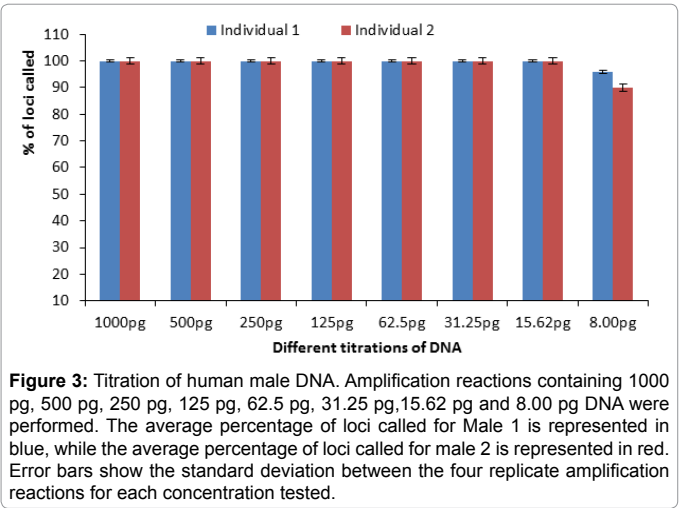 Individual 1 Individual 2
110
100
90
80
70
60
50
40
30
20
10
% of loci called
1000pg 500pg 250pg 125pg 62.5pg 31.25pg 15.62pg 8.00pg
Different titrations of DNA
Figure 3: Titration of human male DNA. Amplification reactions containing 1000
pg, 500 pg, 250 pg, 125 pg, 62.5 pg, 31.25 pg,15.62 pg and 8.00 pg DNA were
performed. The average percentage of loci called for Male 1 is represented in
blue, while the average percentage of loci called for male 2 is represented in red.
Error bars show the standard deviation between the four replicate amplification
reactions for each concentration tested.